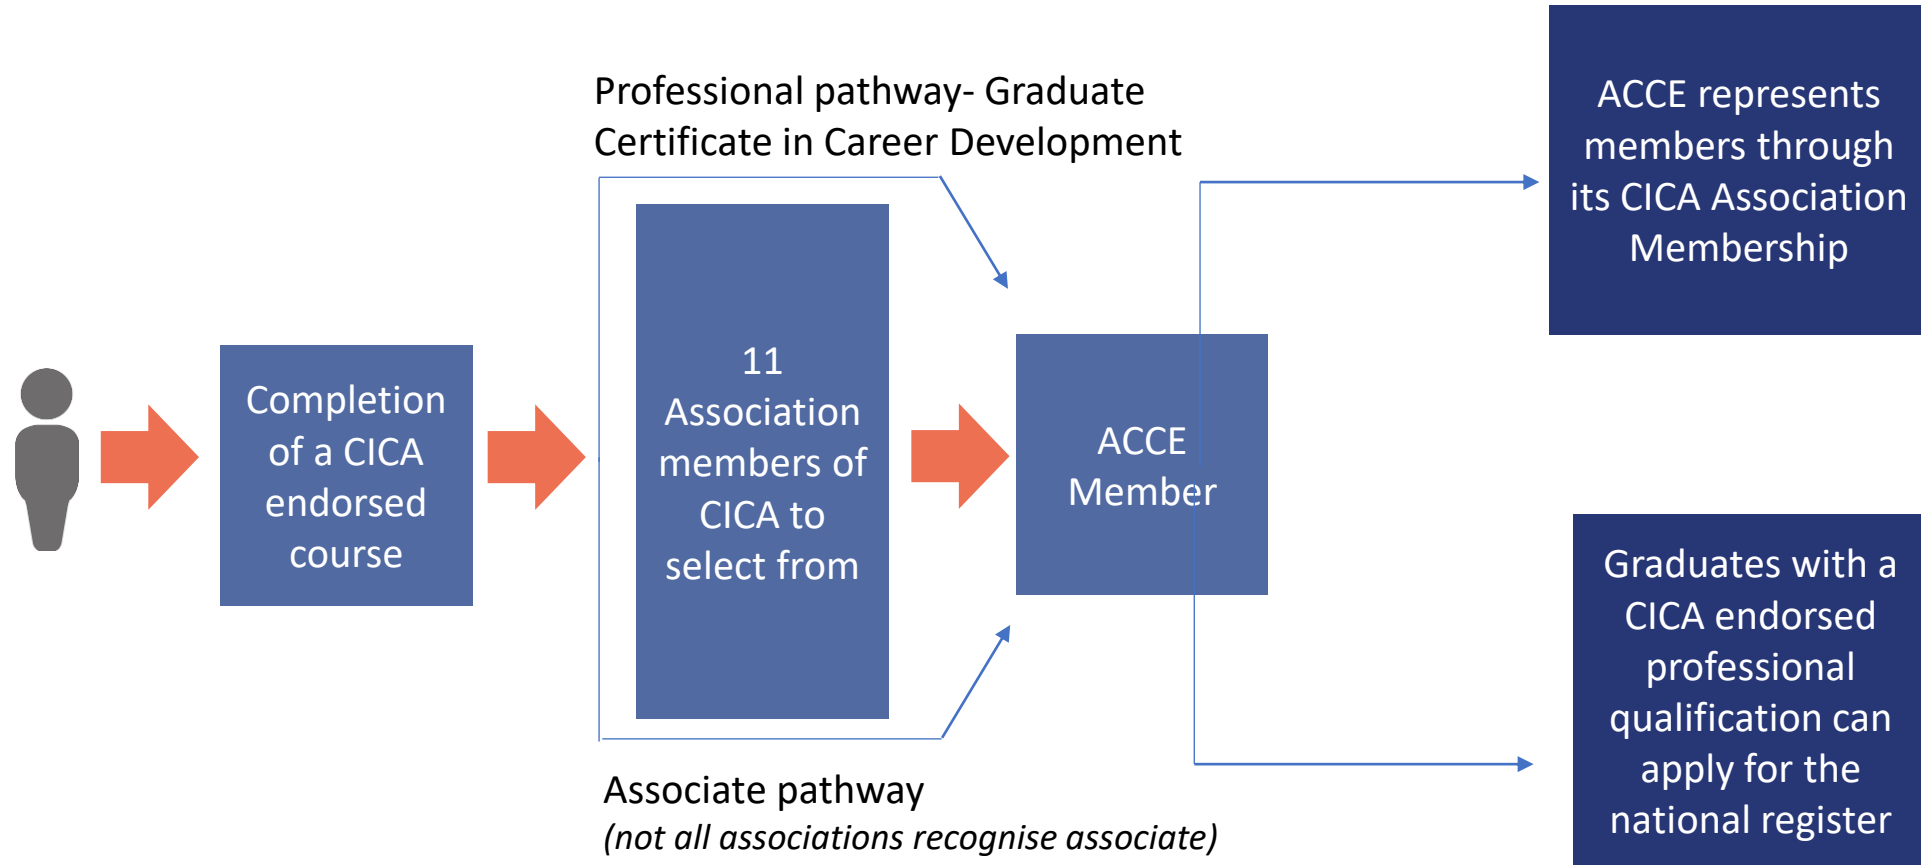 Professional pathway- Graduate
Certificate in Career Development
ACCE represents
members through
its CICA Association
Membership
Completion
of a CICA
endorsed
course
11
Association
members of
CICA to
select from
ACCE
Member
Graduates with a
CICA endorsed
professional
qualification can
apply for the
national register
Associate pathway
(not all associations recognise associate)